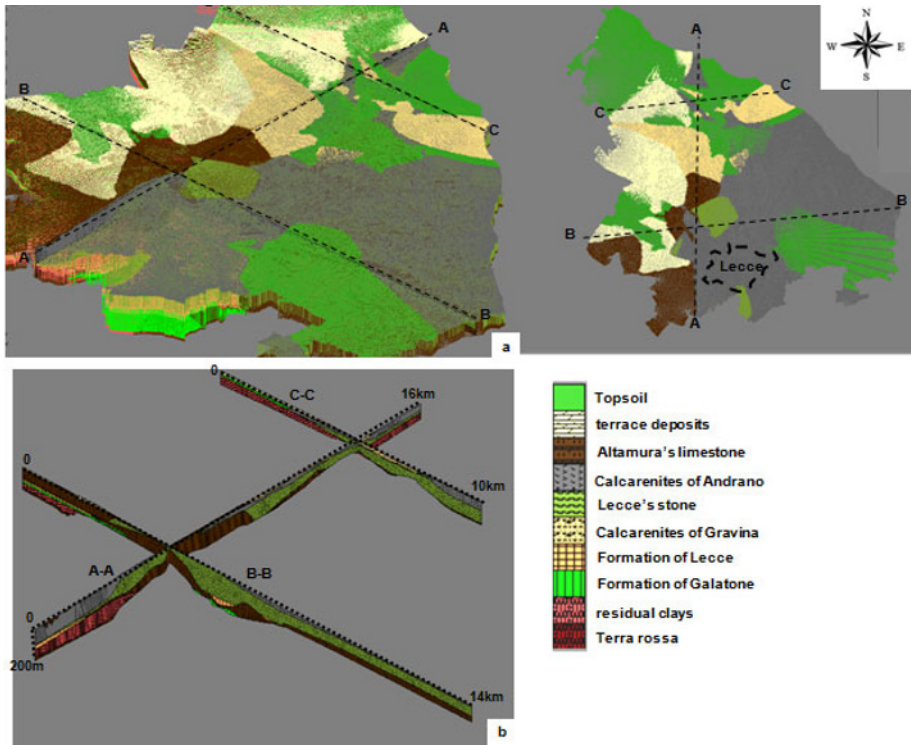 A
B
C
A
B
a
N
W
E
S
A
C
C
B
B
Lecce
A
0
C-C
16km
0
10km
A-A
B-B
0
200m
14km
b
Topsoil
terrace deposits
Altamura's limestone
Calcarenites of Andrano
Lecce's stone
Calcarenites of Gravina
Formation of Lecce
Formation of Galatone
residual clays
Terra rossa